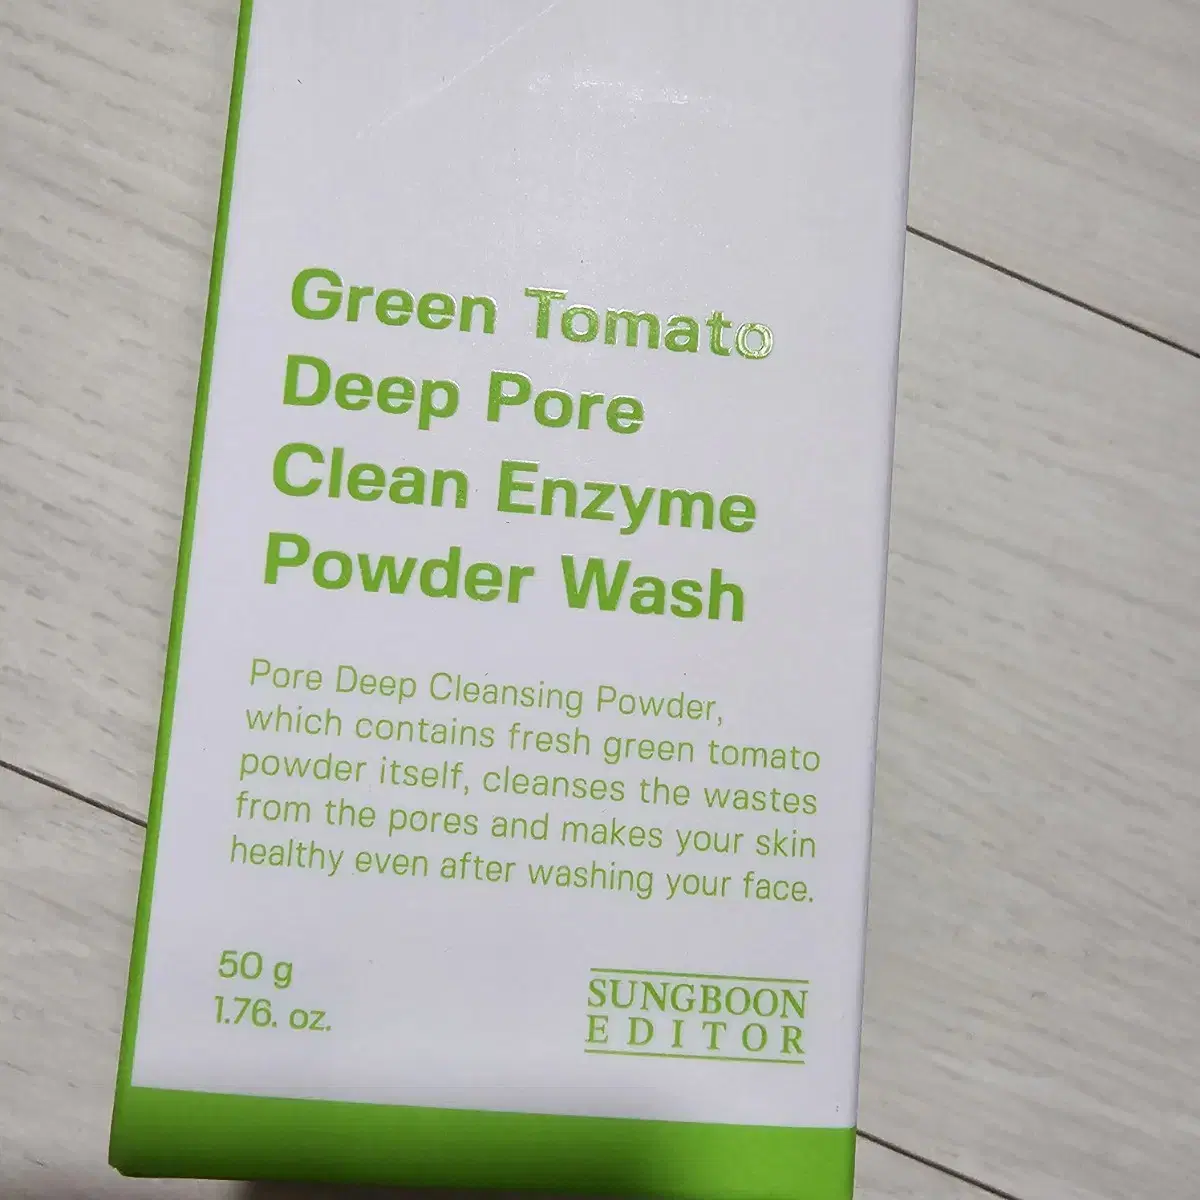 Green Tomato
Deep Pore
Clean Enzyme
Powder Wash
Pore Deep Cleansing Powder,
which contains fresh green tomato
powder itself, cleanses the wastes
from the pores and makes your skin
healthy even after washing your face.
50 g
1.76. oz.
SUNGBOON
EDITOR